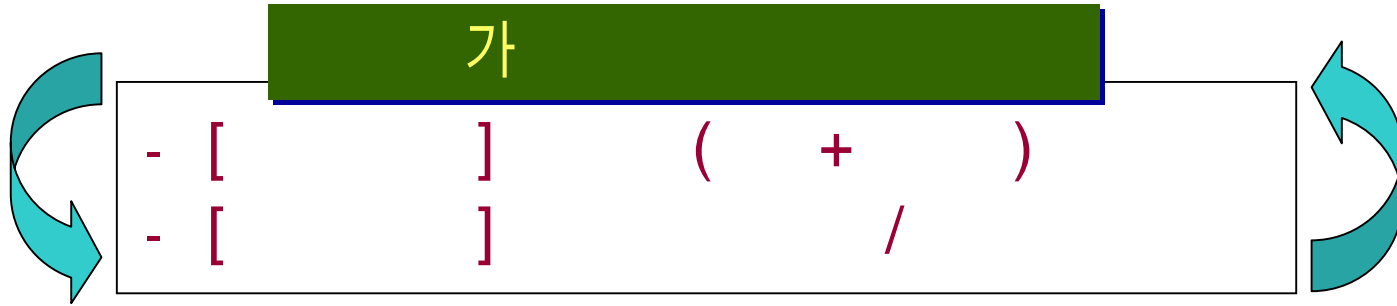 가
- [ ] ( + )
- [ ] /